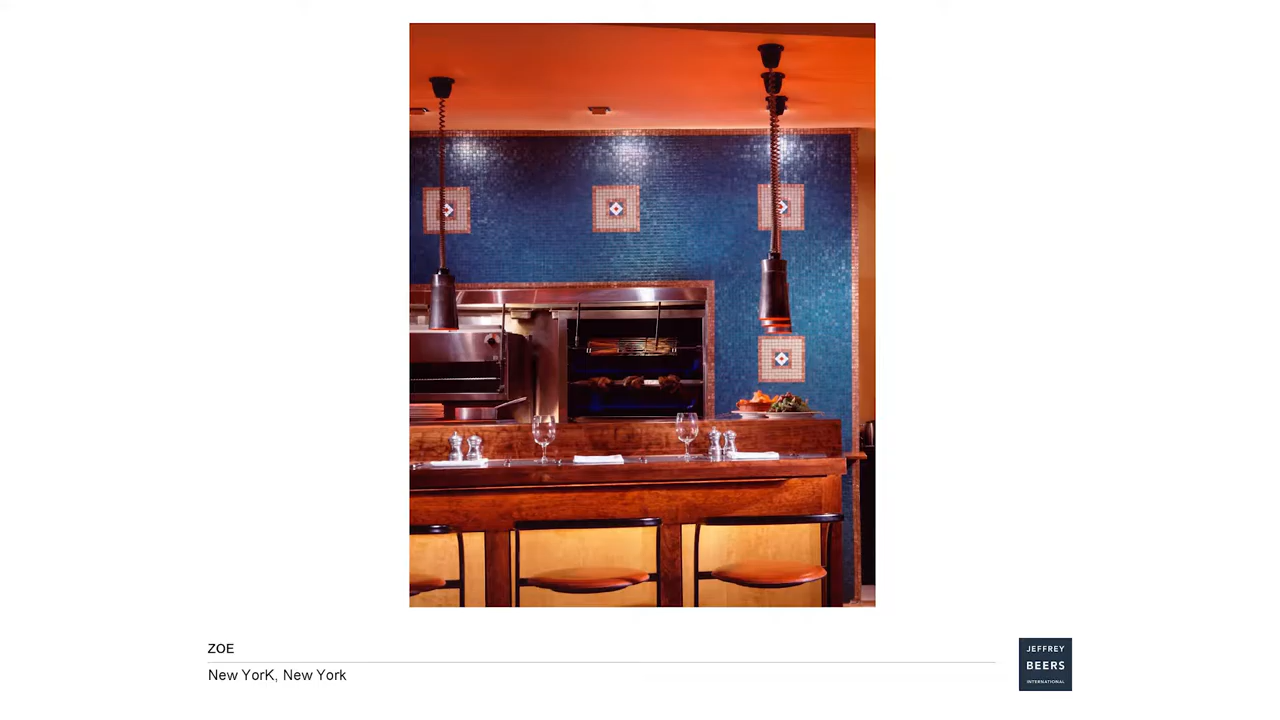 ZOE
New YorK, New York
JEFFREY
BEERS
INTERNATIONAL